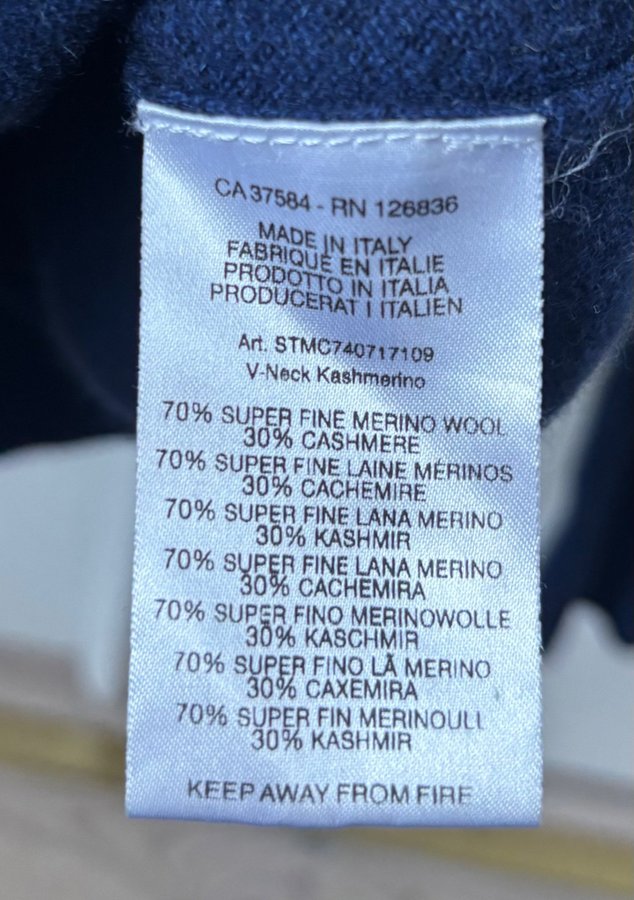 CA 37584 - RN 126836
MADE IN ITALY
FABRIQUÉ EN ITALIE
PRODOTTO IN ITALIA
PRODUCERAT I ITALIEN
Art. STMC740717109
V-Neck Kashmerino
70% SUPER FINE MERINO WOOL
30% CASHMERE
70% SUPER FINE LAINE MÉRINOS
30% CACHEMIRE
70% SUPER FINE LANA MERINO
30% KASHMIR
70% SUPER FINE LANA MERINO
30% CACHEMIRA
70% SUPER FINO MERINOWOLLE
30% KASCHMIR
70% SUPER FINO LÃ MERINO
30% CAXEMIRA
70% SUPER FIN MERINOULL
30% KASHMIR
KEEP AWAY FROM FIRE